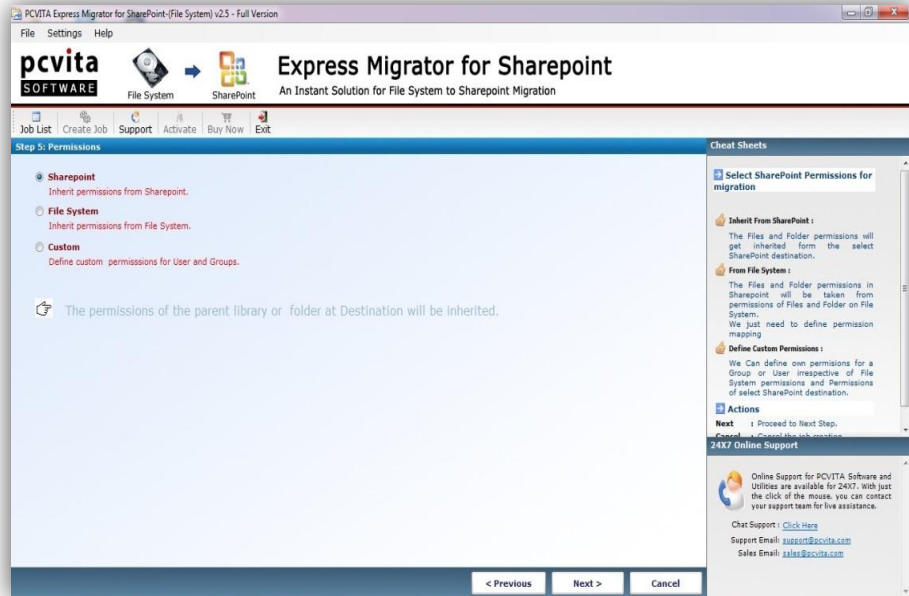 PCVITA Express Migrator for SharePoint-(File System) v2.5 - Full Version
File Settings Help
pcvita
SOFTWARE
File System
SharePoint
Express Migrator for Sharepoint
An Instant Solution for File System to Sharepoint Migration
Job List Create Job Support Activate Buy Now Exit
Step 5: Permissions
Sharepoint
Inherit permissions from Sharepoint.
File System
Inherit permissions from File System.
Custom
Define custom permisssions for User and Groups.
The permissions of the parent library or folder at Destination will be inherited.
< Previous
Next >
Cancel
Cheat Sheets
Select SharePoint Permissions for
migration
Inherit From SharePoint :
The Files and Folder permissions will
get inherited form the select
SharePoint destination.
From File System :
The Files and Folder permissions in
Sharepoint will be taken from
permissions of Files and Folder on File
System.
We just need to define permission
mapping
Define Custom Permissions :
We Can define own permisions for a
Group or User irrespective of File
System permissions and Permissions
of select SharePoint destination.
Actions
Next : Proceed to Next Step.
Cancel : Cancel the job creation
24X7 Online Support
Online Support for PCVITA Software and
Utilities are available for 24X7. With just
the click of the mouse, you can contact
your support team for live assistance.
Chat Support : Click Here
Support Email: support@pcvita.com
Sales Email: sales@pcvita.com